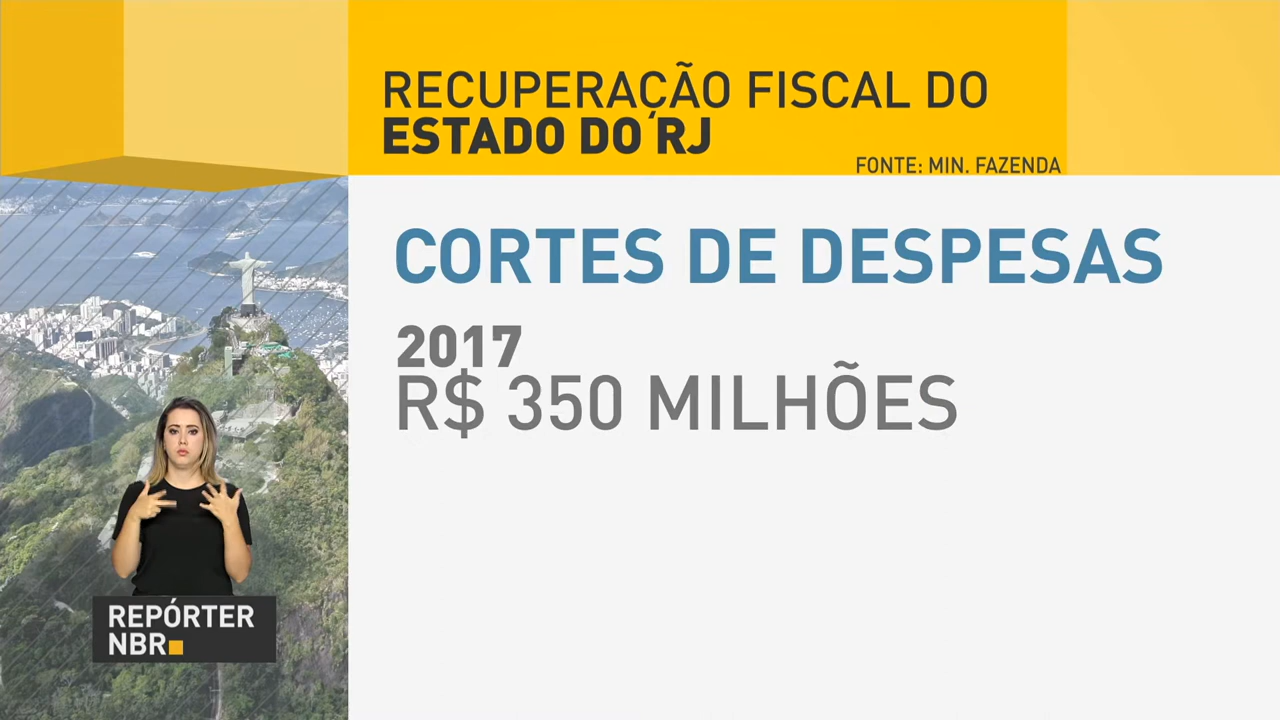 RECUPERAÇÃO FISCAL DO
ESTADO DO RJ
FONTE: MIN. FAZENDA
CORTES DE DESPESAS
2017
R$ 350 MILHÕES
REPÓRTER
NBR